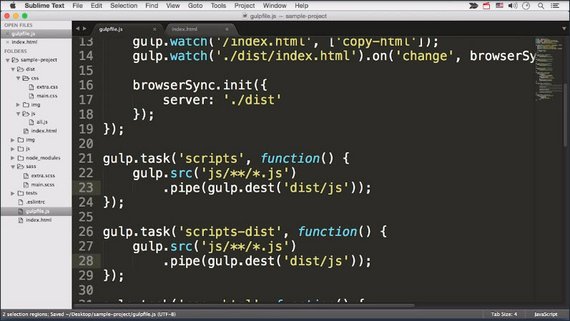 Sublime Text File Edit Selection Find View Goto Tools Project Window Help
gulpfile.js — sample-project
OPEN FILES
gulpfile.js
index.html
FOLDERS
sample-project
dist
css
extra.css
main.css
img
js
all.js
index.html
img
js
node_modules
sass
extra.scss
main.scss
tests
.eslintrc
gulpfile.js
index.html
gulpfile.js index.html
13 gulp.watch('/index.html', ['copy-html']);
14 gulp.watch('./dist/index.html').on('change', browserSy
15
16 browserSync.init({
17 server: './dist'
18 });
19 });
20
21 gulp.task('scripts', function() {
22 gulp.src('js/**/*.js')
23 .pipe(gulp.dest('dist/js'));
24 });
25
26 gulp.task('scripts-dist', function() {
27 gulp.src('js/**/*.js')
28 .pipe(gulp.dest('dist/js'));
29 });
30
2 selection regions; Saved ~/Desktop/sample-project/gulpfile.js (UTF-8) Tab Size: 4 JavaScript